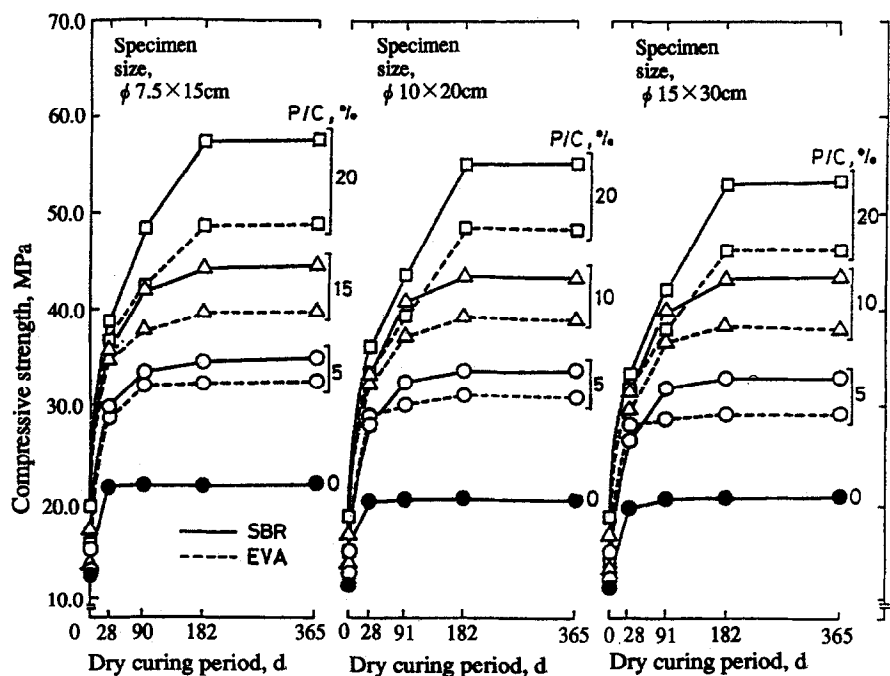 70.0
60.0
50.0
40.0
30.0
20.0
10.0
Compressive strength, MPa
Specimen
size,
φ 7.5×15cm
P/C, %
20
15
5
0
SBR
EVA
0 28 90 182 365
Dry curing period, d
Specimen
size,
φ 10×20cm
P/C, %
20
10
5
0
0 28 91 182 365
Dry curing period, d
Specimen
size,
φ 15×30cm
P/C, %
20
10
5
0
0. 28 91 182 365
Dry curing period, d